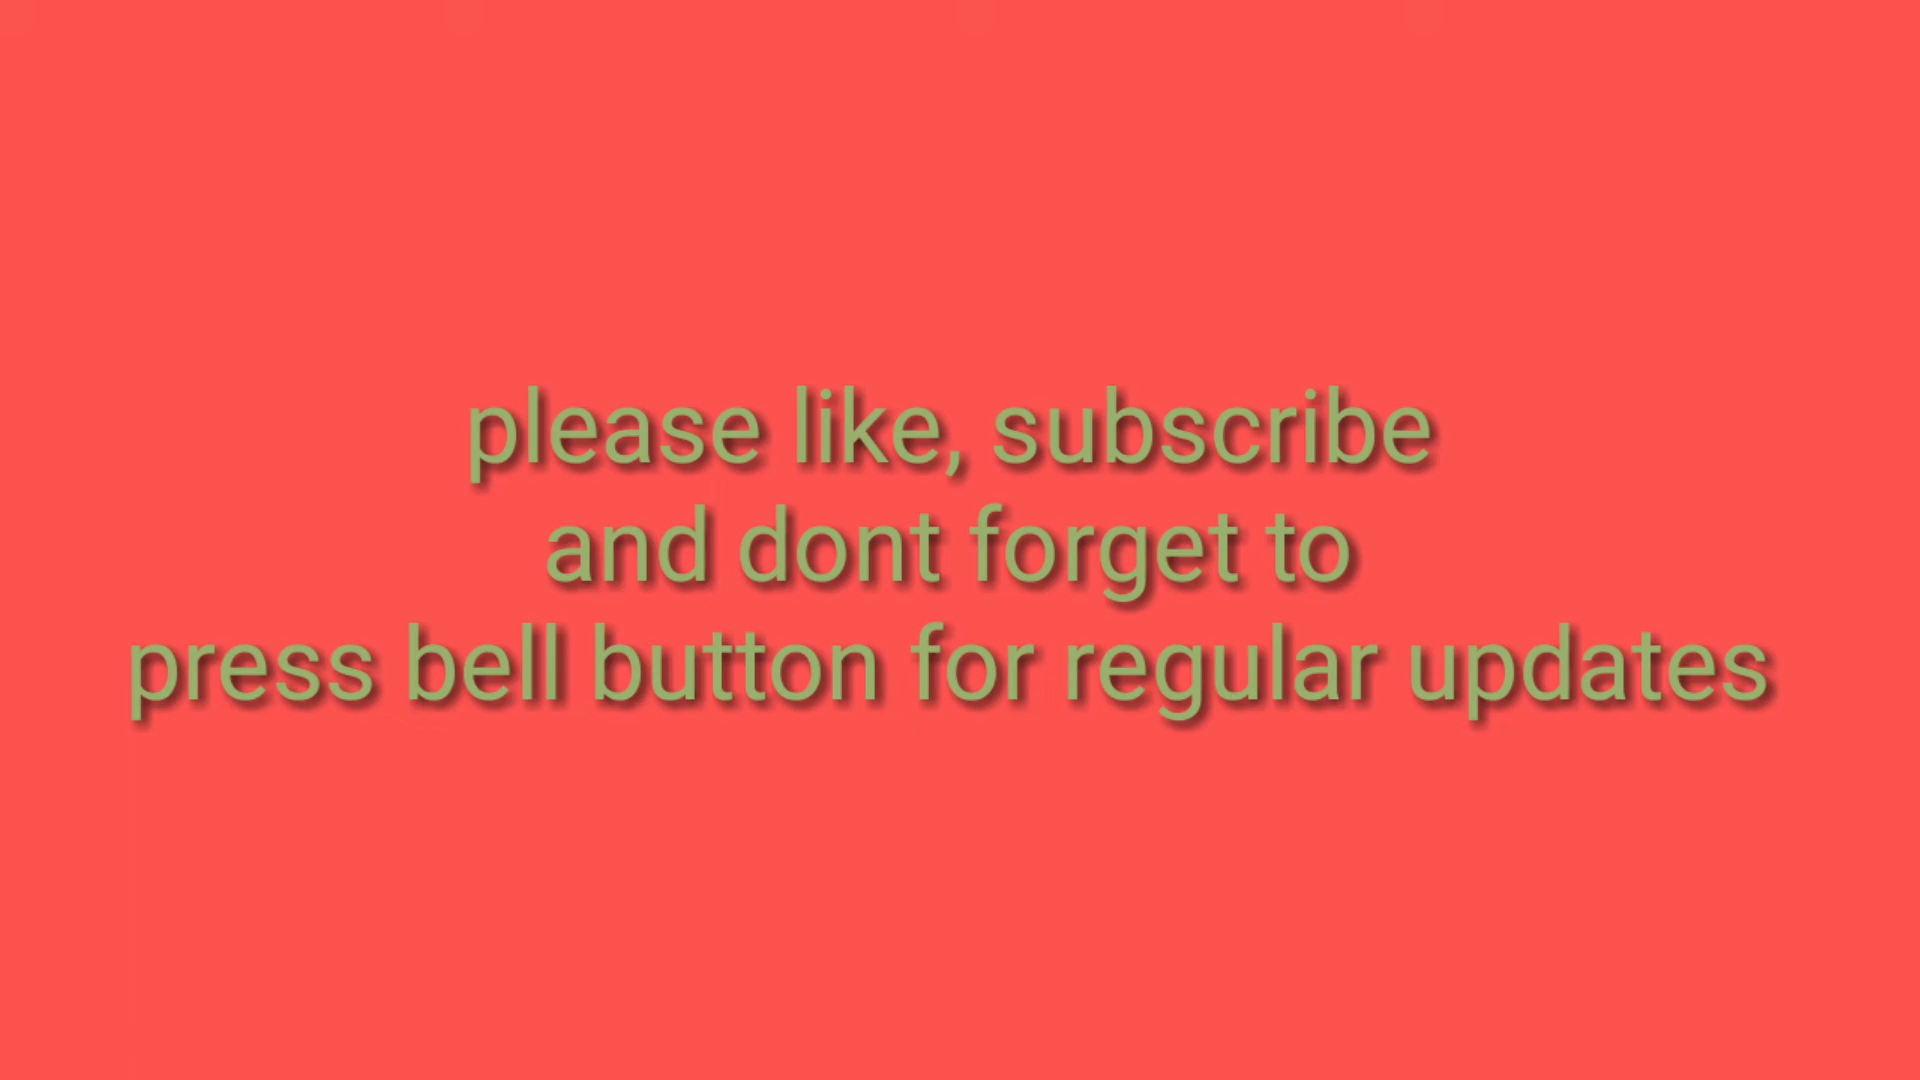 please like, subscribe
and dont forget to
press bell button for regular updates